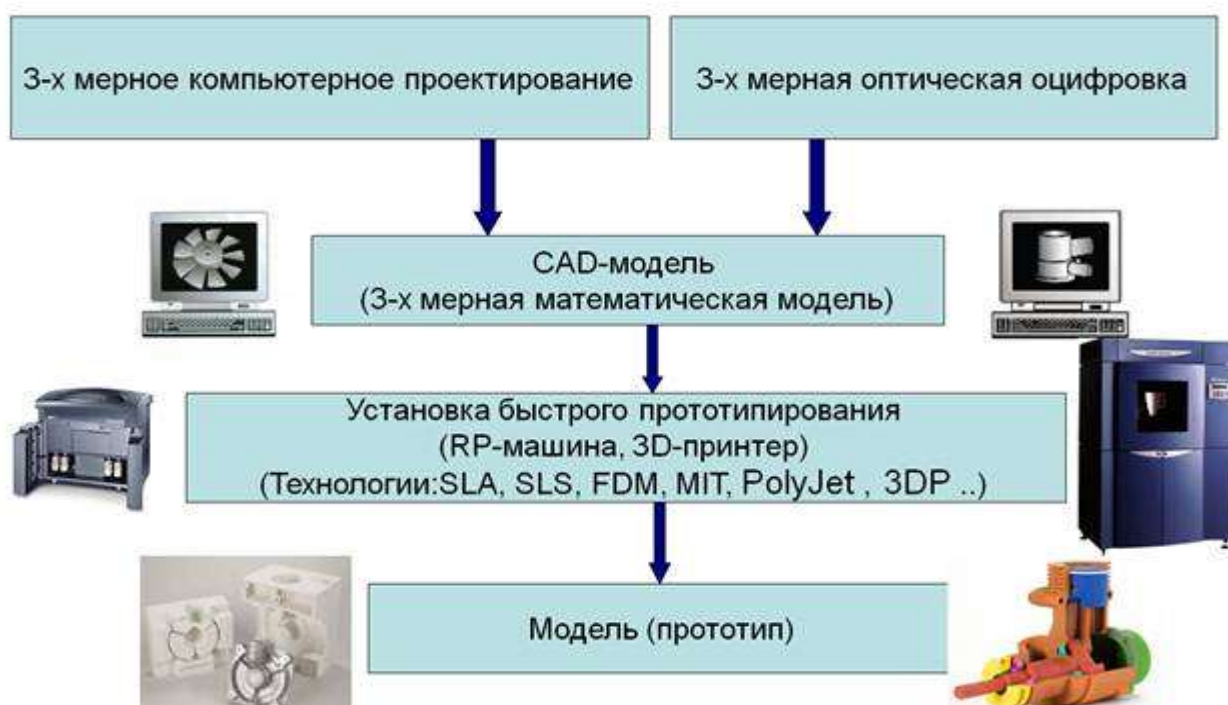 3-х мерное компьютерное проектирование
3-х мерная оптическая оцифровка
CAD-модель
(3-х мерная математическая модель)
Установка быстрого прототипирования
(RP-машина, 3D-принтер)
(Технологии:SLA, SLS, FDM, MIT, PolyJet , 3DP ..)
Модель (прототип)